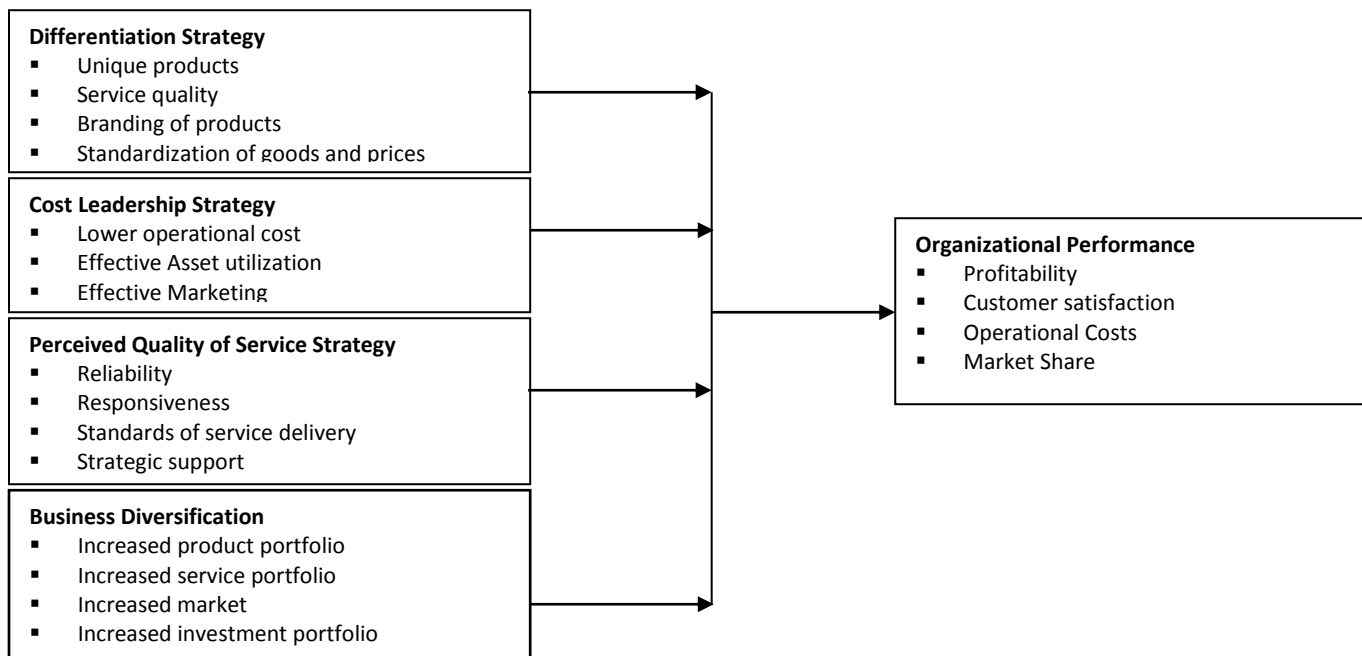 Differentiation Strategy
▪ Unique products
▪ Service quality
▪ Branding of products
▪ Standardization of goods and prices
Cost Leadership Strategy
▪ Lower operational cost
▪ Effective Asset utilization
▪ Effective Marketing
Perceived Quality of Service Strategy
▪ Reliability
▪ Responsiveness
▪ Standards of service delivery
▪ Strategic support
Business Diversification
▪ Increased product portfolio
▪ Increased service portfolio
▪ Increased market
▪ Increased investment portfolio
Organizational Performance
▪ Profitability
▪ Customer satisfaction
▪ Operational Costs
▪ Market Share